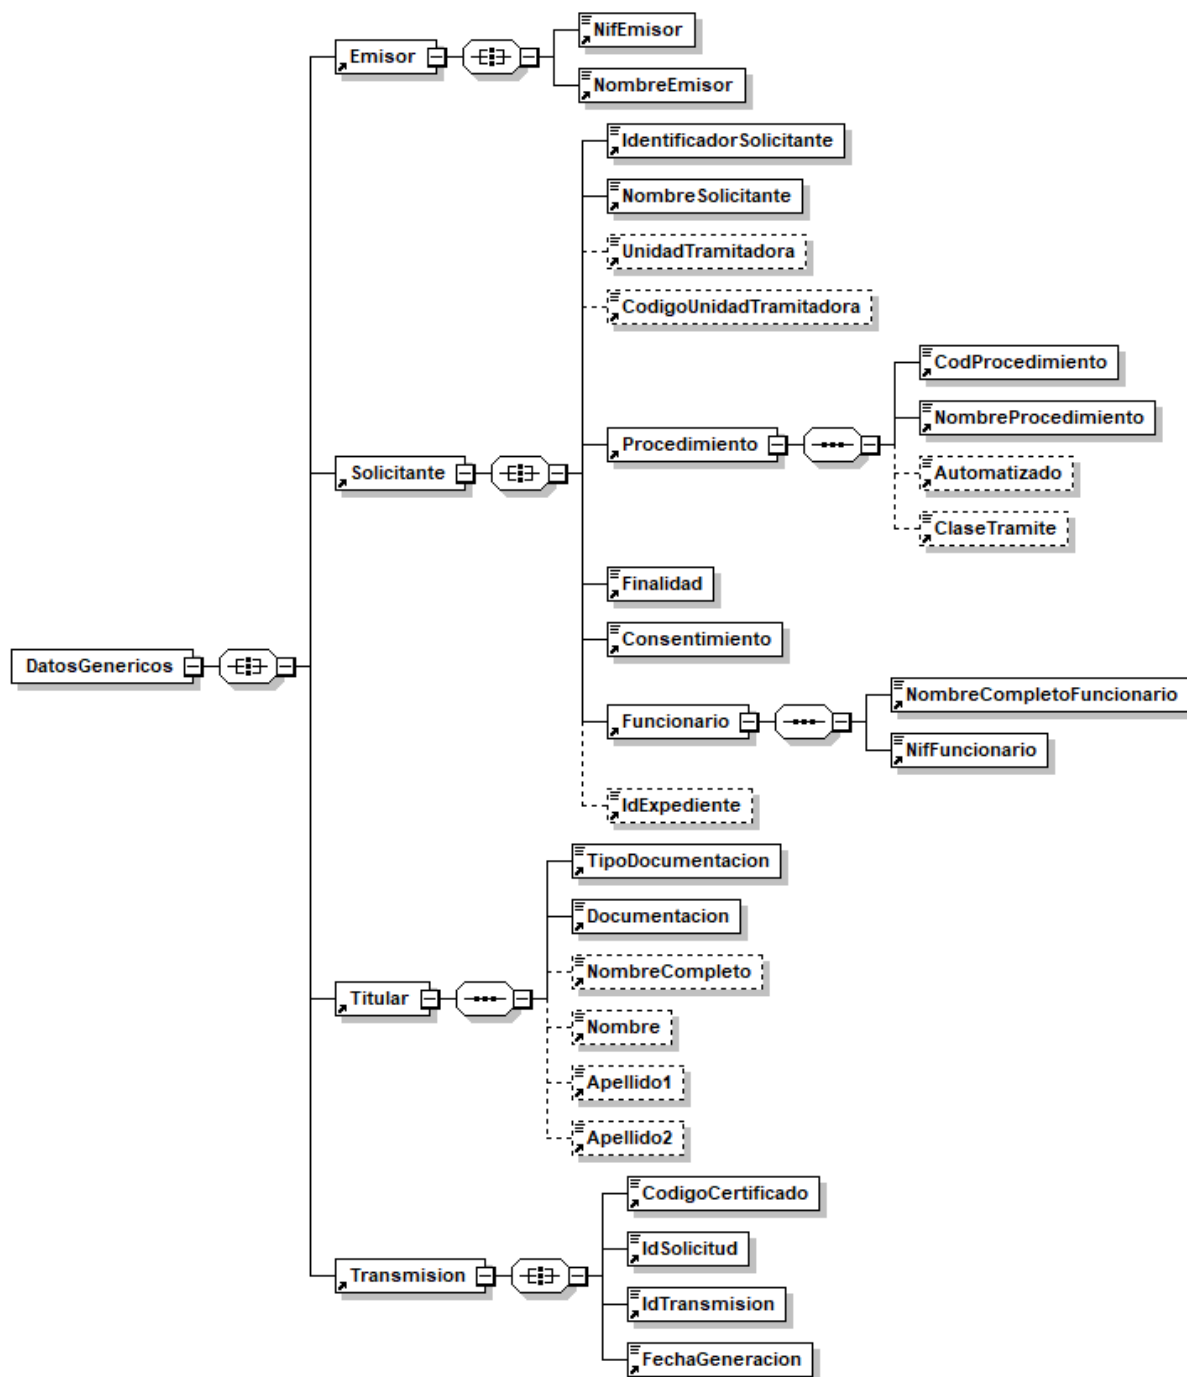 NifEmisor
Emisor
NombreEmisor
IdentificadorSolicitante
NombreSolicitante
UnidadTramitadora
CodigoUnidadTramitadora
CodProcedimiento
NombreProcedimiento
Procedimiento
Solicitante
Automatizado
ClaseTramite
Finalidad
Consentimiento
DatosGenericos
NombreCompletoFuncionario
Funcionario
NifFuncionario
IdExpediente
TipoDocumentacion
Documentacion
NombreCompleto
Titular
Nombre
Apellido1
Apellido2
CodigoCertificado
IdSolicitud
Transmision
IdTransmision
FechaGeneracion